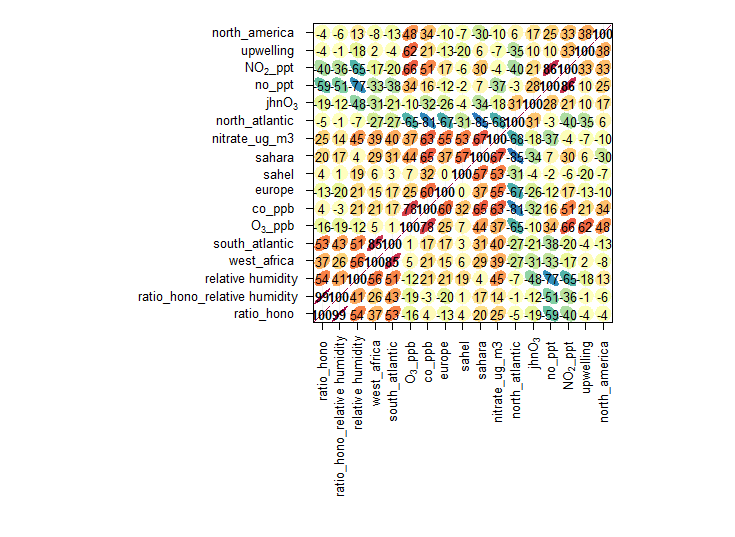 north_america -4 -6 13 -8 -13 48 34 -10 -7 -30 -10 6 17 25 33 38 100
upwelling -4 -1 -18 2 -4 62 21 -13 -20 6 -7 -35 10 10 33 100 38
NO₂_ppt -40 -36 -65 -17 -20 66 51 17 -6 30 -4 -40 21 86 100 33 33
no_ppt -59 -51 -77 -33 -38 34 16 -12 -2 7 -37 -3 28 100 86 10 25
jhnO₃ -19 -12 -48 -31 -21 -10 -32 -26 -4 -34 -18 31 100 28 21 10 17
north_atlantic -5 -1 -7 -27 -27 -65 -81 -67 -31 -85 -68 100 31 -3 -40 -35 6
nitrate_ug_m3 25 14 45 39 40 37 63 55 53 67 100 -68 -18 -37 -4 -7 -10
sahara 20 17 4 29 31 44 65 37 57 100 67 -85 -34 7 30 6 -30
sahel 4 1 19 6 3 7 32 0 100 57 53 -31 -4 -2 -6 -20 -7
europe -13 -20 21 15 17 25 60 100 0 37 55 -67 -26 -12 17 -13 -10
co_ppb 4 -3 21 21 17 78 100 60 32 65 63 -81 -32 16 51 21 34
O₃_ppb -16 -19 -12 5 1 100 78 25 7 44 37 -65 -10 34 66 62 48
south_atlantic 53 43 51 85 100 1 17 17 3 31 40 -27 -21 -38 -20 -4 -13
west_africa 37 26 56 100 85 5 21 15 6 29 39 -27 -31 -33 -17 2 -8
relative humidity 54 41 100 56 51 -12 21 21 19 4 45 -7 -48 -77 -65 -18 13
ratio_hono_relative humidity 99 100 41 26 43 -19 -3 -20 1 17 14 -1 -12 -51 -36 -1 -6
ratio_hono 100 99 54 37 53 -16 4 -13 4 20 25 -5 -19 -59 -40 -4 -4
ratio_hono
ratio_hono_relative humidity
relative humidity
west_africa
south_atlantic
O₃_ppb
co_ppb
europe
sahel
sahara
nitrate_ug_m3
north_atlantic
jhnO₃
no_ppt
NO₂_ppt
upwelling
north_america